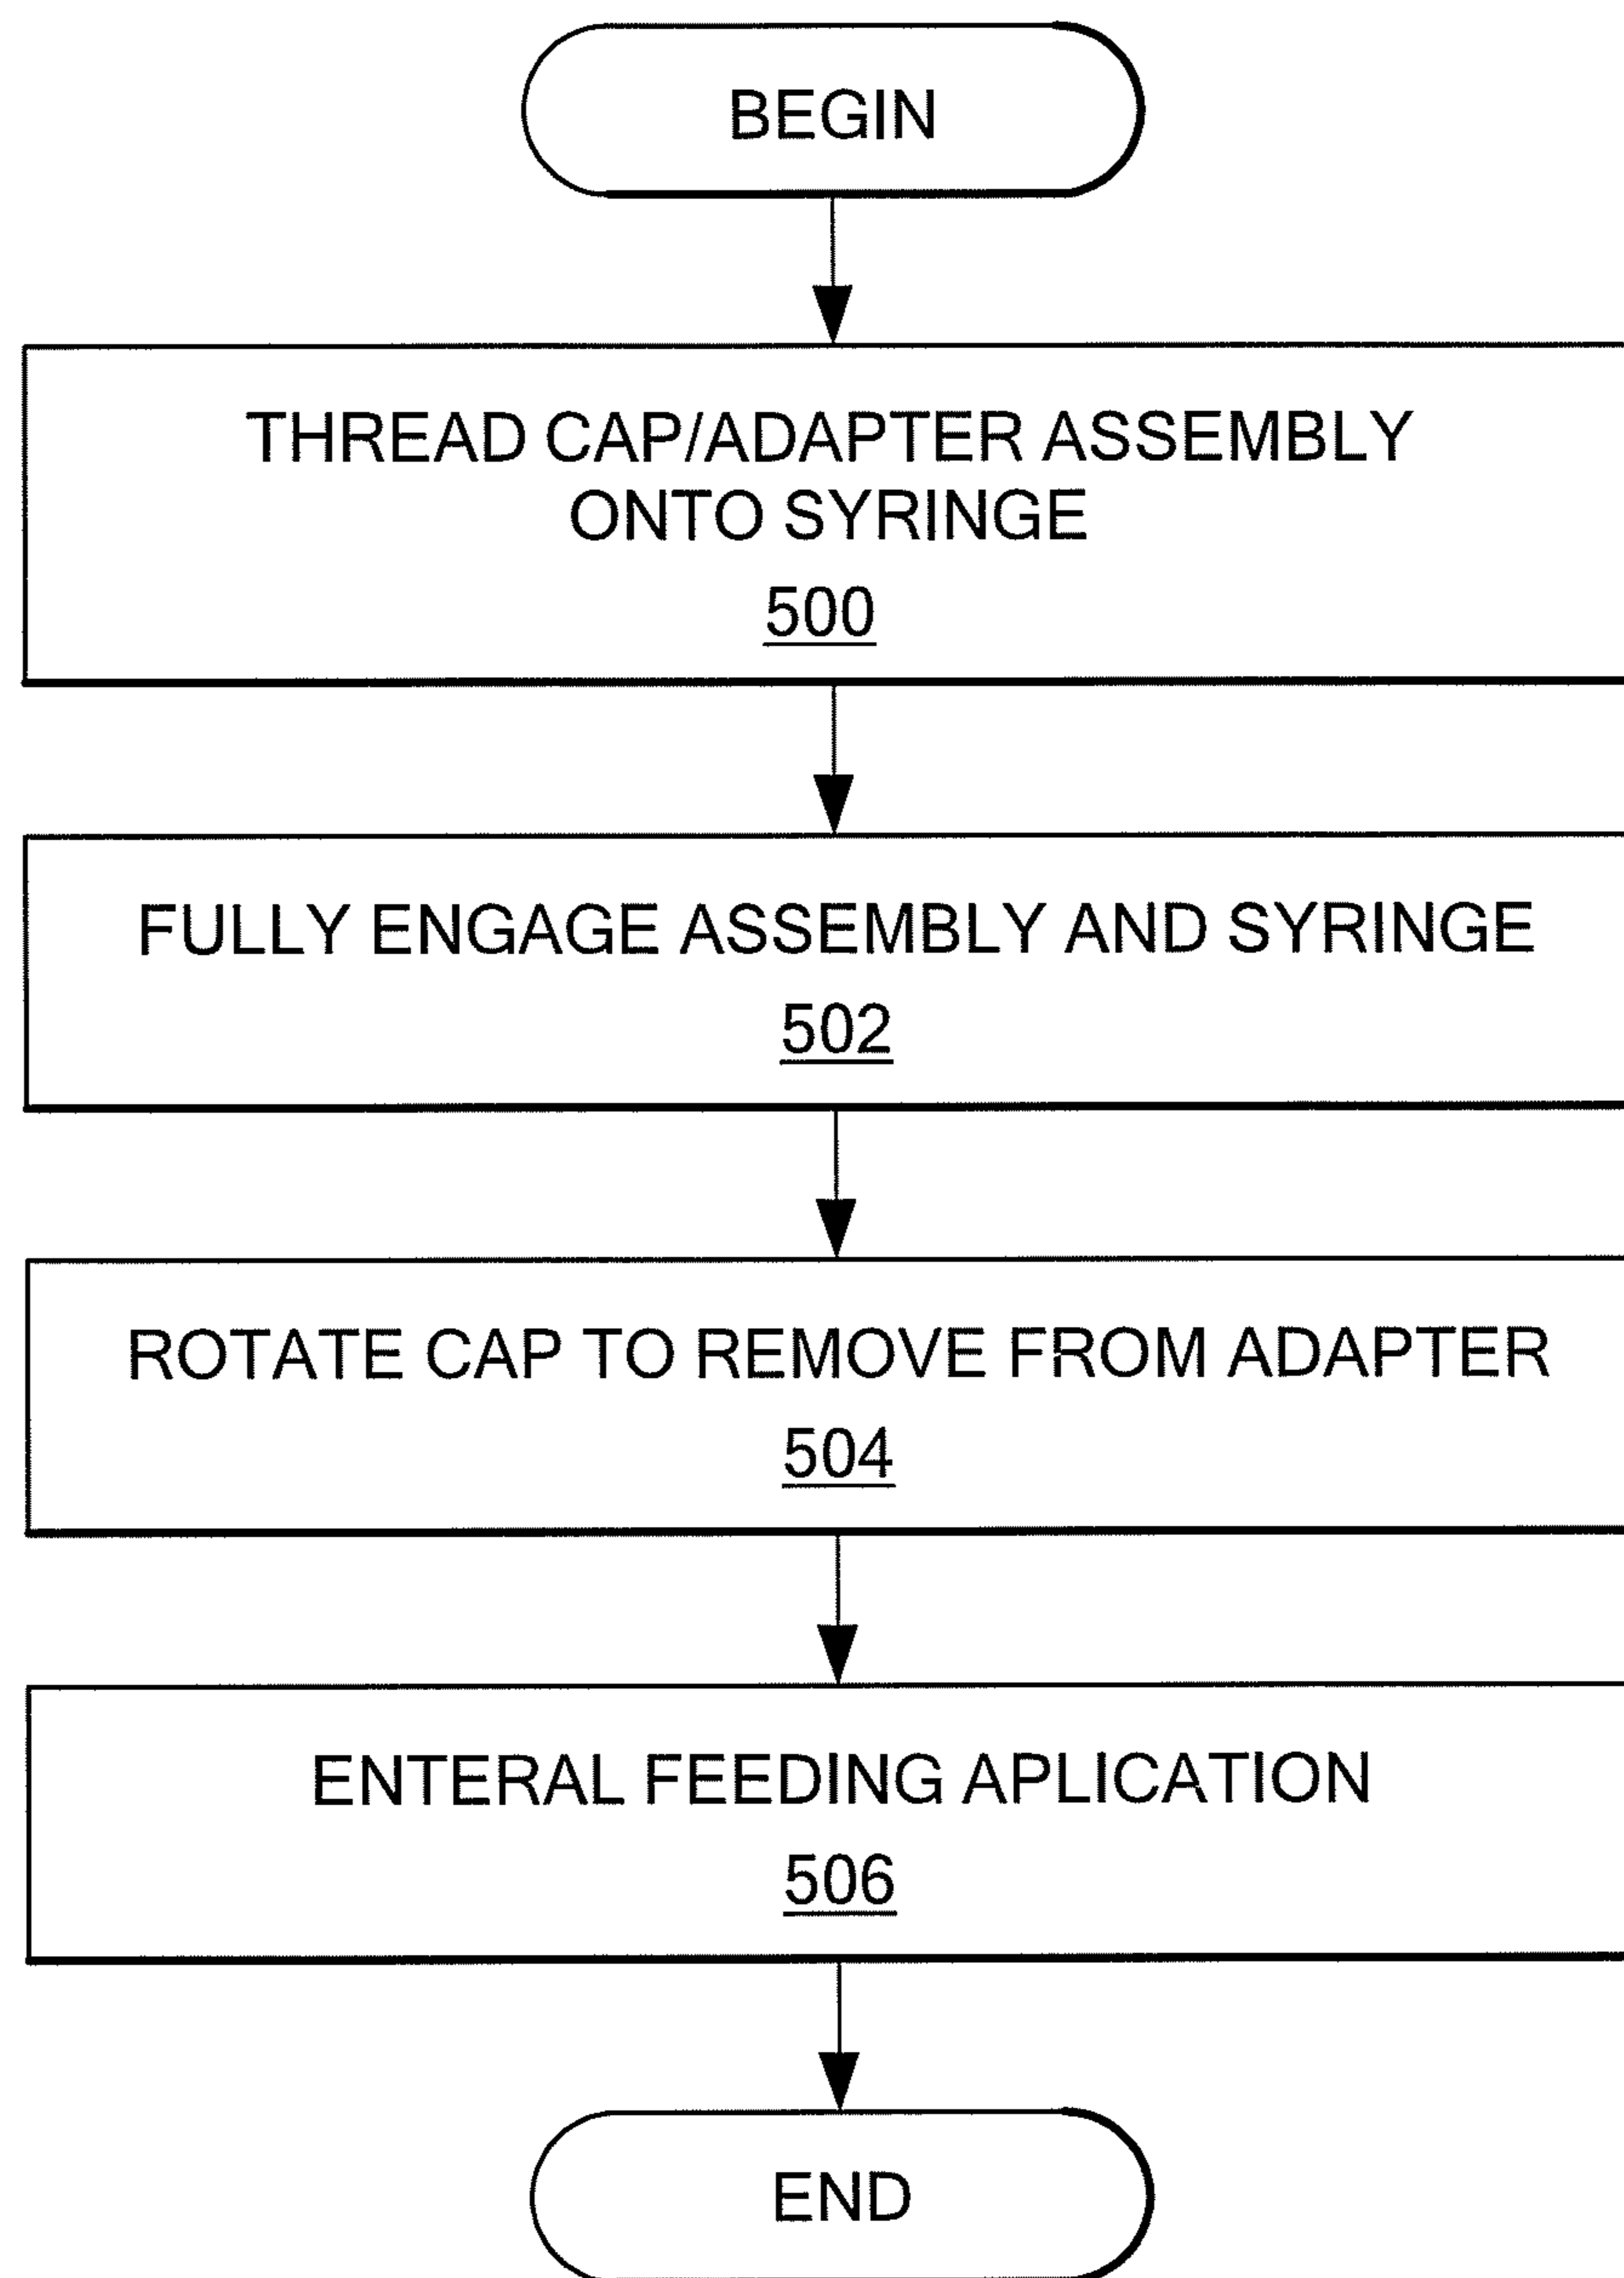 BEGIN
THREAD CAP/ADAPTER ASSEMBLY
ONTO SYRINGE
500
FULLY ENGAGE ASSEMBLY AND SYRINGE
502
ROTATE CAP TO REMOVE FROM ADAPTER
504
ENTERAL FEEDING APLICATION
506
END